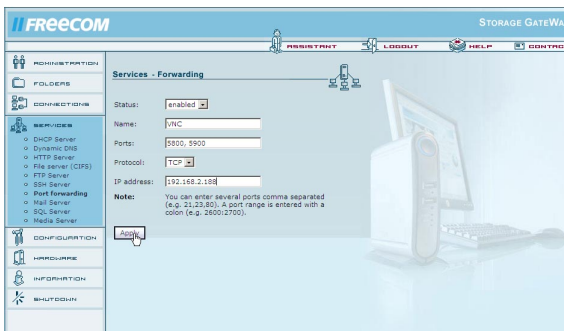 FREECOM
STORAGE GATEWA
ASSISTANT
LOGOUT
HELP
CONTAC
ADMINISTRATION
FOLDERS
CONNECTIONS
SERVICES
DHCP Server
Dynamic DNS
HTTP Server
File server (CIFS)
FTP Server
SSH Server
Port forwarding
Mail Server
SQL Server
Media Server
CONFIGURATION
HARDWARE
INFORMATION
SHUTDOWN
Services - Forwarding
Status: enabled
Name: VNC
Ports: 5800, 5900
Protocol: TCP
IP address: 192.168.2.188
Note: You can enter several ports comma separated
(e.g. 21,23,80). A port range is entered with a
colon (e.g. 2600:2700).
Apply